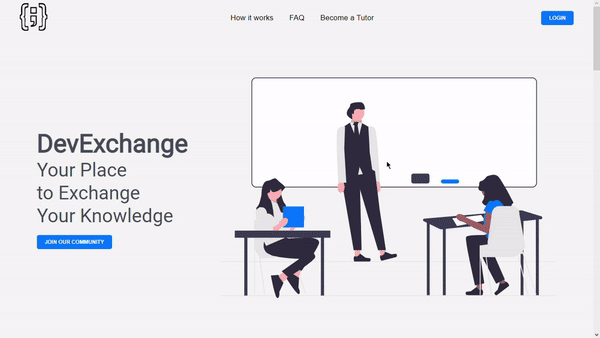 {;}
How it works
FAQ
Become a Tutor
LOGIN
DevExchange
Your Place
to Exchange
Your Knowledge
JOIN OUR COMMUNITY